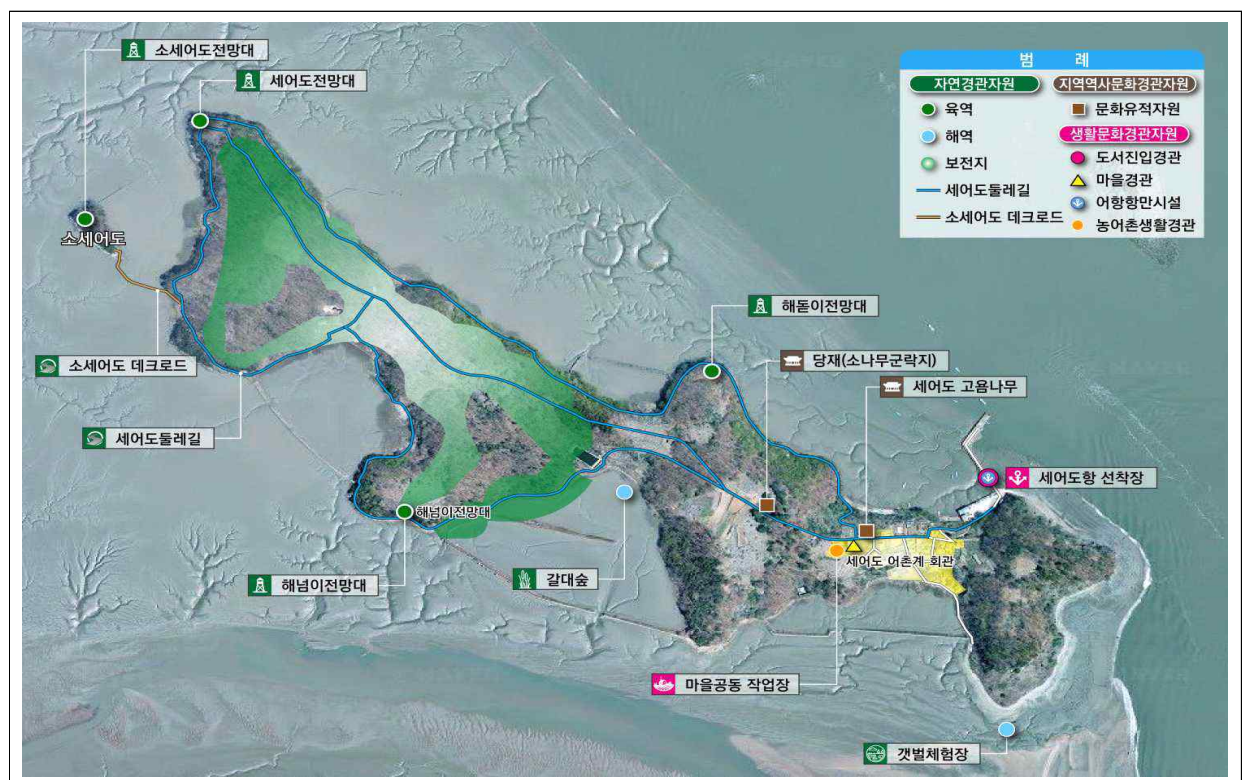 소세어도전망대
세어도전망대
범 례
자연경관자원
육역
해역
보전지
세어도둘레길
소세어도 데크로드
지역역사문화경관자원
문화유적자원
생활문화경관자원
도서진입경관
마을경관
어항항만시설
농어촌생활경관
소세어도
해돋이전망대
당재(소나무군락지)
소세어도 데크로드
세어도 고욤나무
세어도둘레길
세어도항 선착장
해넘이전망대
세어도 어촌계 회관
해넘이전망대
갈대숲
마을공동 작업장
갯벌체험장